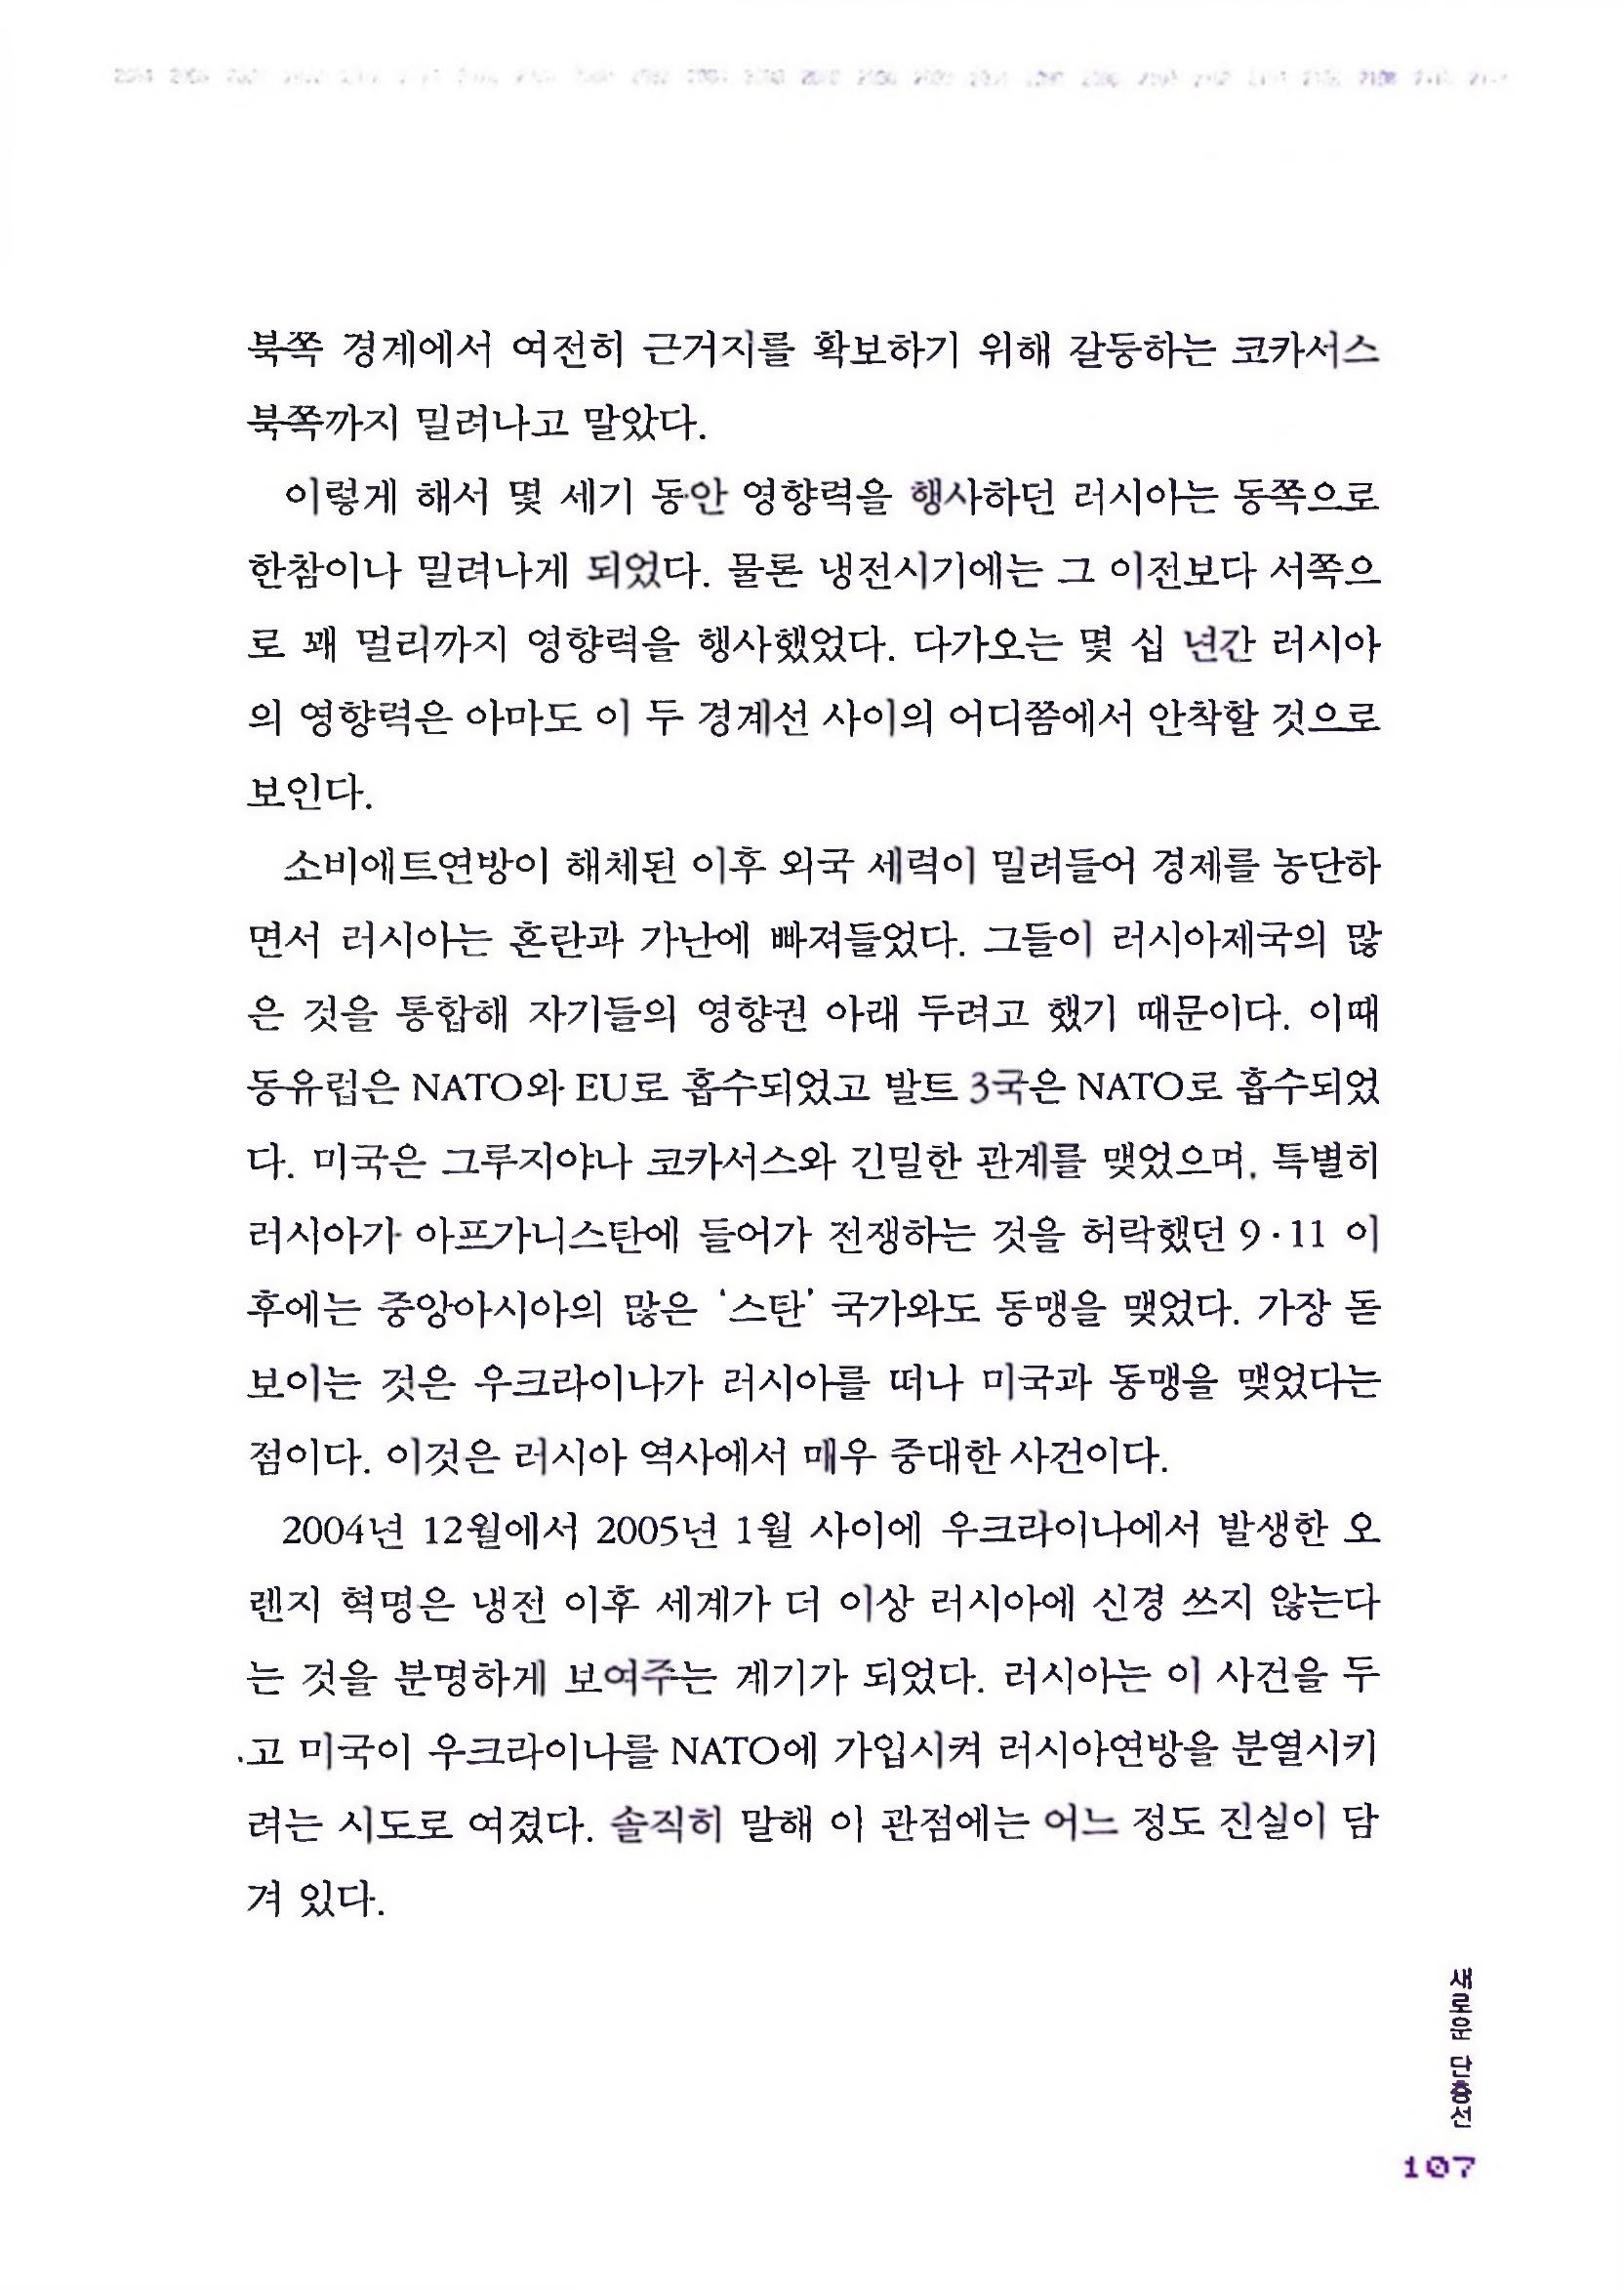 북쪽 경계에서 여전히 근거지를 확보하기 위해 갈등하는 코카서스
북쪽까지 밀려나고 말았다.
이렇게 해서 몇 세기 동안 영향력을 행사하던 러시아는 동쪽으로
한참이나 밀려나게 되었다. 물론 냉전시기에는 그 이전보다 서쪽으
로 꽤 멀리까지 영향력을 행사했었다. 다가오는 몇 십 년간 러시아
의 영향력은 아마도 이 두 경계선 사이의 어디쯤에서 안착할 것으로
보인다.
소비에트연방이 해체된 이후 외국 세력이 밀려들어 경제를 농단하
면서 러시아는 혼란과 가난에 빠져들었다. 그들이 러시아제국의 많
은 것을 통합해 자기들의 영향권 아래 두려고 했기 때문이다. 이때
동유럽은 NATO와 EU로 흡수되었고 발트 3국은 NATO로 흡수되었
다. 미국은 그루지야나 코카서스와 긴밀한 관계를 맺었으며, 특별히
러시아가 아프가니스탄에 들어가 전쟁하는 것을 허락했던 9·11 이
후에는 중앙아시아의 많은 ‘스탄’ 국가와도 동맹을 맺었다. 가장 돋
보이는 것은 우크라이나가 러시아를 떠나 미국과 동맹을 맺었다는
점이다. 이것은 러시아 역사에서 매우 중대한 사건이다.
2004년 12월에서 2005년 1월 사이에 우크라이나에서 발생한 오
렌지 혁명은 냉전 이후 세계가 더 이상 러시아에 신경 쓰지 않는다
는 것을 분명하게 보여주는 계기가 되었다. 러시아는 이 사건을 두
고 미국이 우크라이나를 NATO에 가입시켜 러시아연방을 분열시키
려는 시도로 여겼다. 솔직히 말해 이 관점에는 어느 정도 진실이 담
겨 있다.
새로운 단층선
107